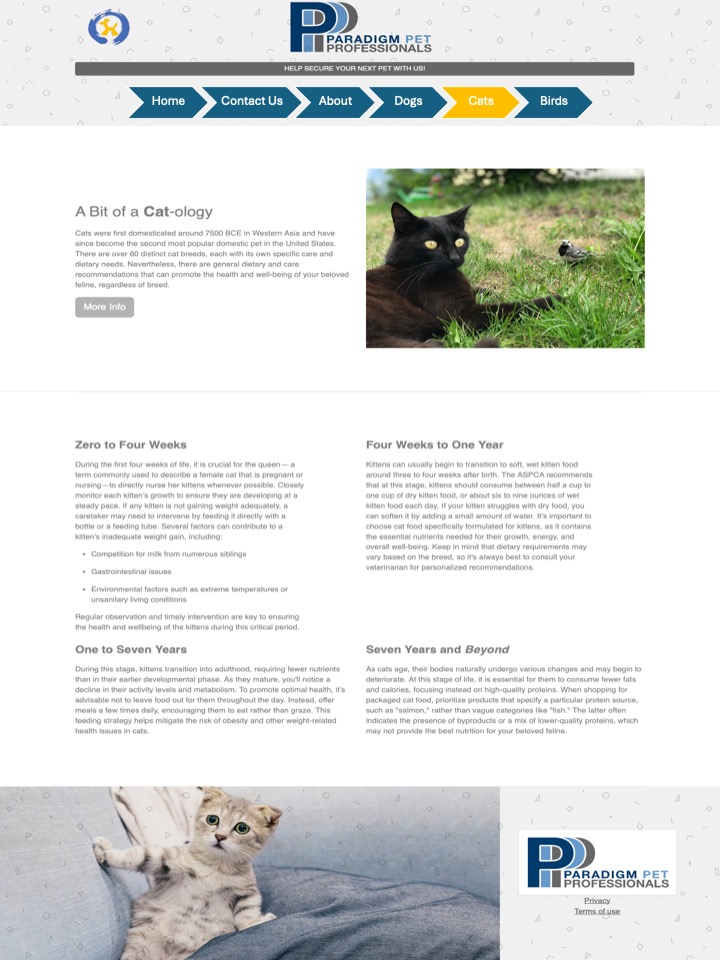 PARADIGM PET
PROFESSIONALS
HELP SECURE YOUR NEXT PET WITH US!
Home
Contact Us
About
Dogs
Cats
Birds
A Bit of a Cat-ology
Cats were first domesticated around 7500 BCE in Western Asia and have
since become the second most popular domestic pet in the United States.
There are over 60 distinct cat breeds, each with its own specific care and
dietary needs. Nevertheless, there are general dietary and care
recommendations that can promote the health and well-being of your beloved
feline, regardless of breed.
More Info
Zero to Four Weeks
During the first four weeks of life, it is crucial for the queen— a
term commonly used to describe a female cat that is pregnant or
nursing—to directly nurse her kittens whenever possible. Closely
monitor each kitten's growth to ensure they are developing at a
steady pace. If any kitten is not gaining weight adequately, a
caretaker may need to intervene by feeding it directly with a
bottle or a feeding tube. Several factors can contribute to a
kitten's inadequate weight gain, including:
• Competition for milk from numerous siblings
• Gastrointestinal issues
• Environmental factors such as extreme temperatures or
unsanitary living conditions
Regular observation and timely intervention are key to ensuring
the health and wellbeing of the kittens during this critical period.
Four Weeks to One Year
Kittens can usually begin to transition to soft, wet kitten food
around three to four weeks after birth. The ASPCA recommends
that at this stage, kittens should consume between half a cup to
one cup of dry kitten food, or about six to nine ounces of wet
kitten food each day. If your kitten struggles with dry food, you
can soften it by adding a small amount of water. It's important to
choose cat food specifically formulated for kittens, as it contains
the essential nutrients needed for their growth, energy, and
overall well-being. Keep in mind that dietary requirements may
vary based on the breed, so it's always best to consult your
veterinarian for personalized recommendations.
One to Seven Years
During this stage, kittens transition into adulthood, requiring fewer nutrients
than in their earlier developmental phase. As they mature, you'll notice a
decline in their activity levels and metabolism. To promote optimal health, it's
advisable not to leave food out for them throughout the day. Instead, offer
meals a few times daily, encouraging them to eat rather than graze. This
feeding strategy helps mitigate the risk of obesity and other weight-related
health issues in cats.
Seven Years and Beyond
As cats age, their bodies naturally undergo various changes and may begin to
deteriorate. At this stage of life, it is essential for them to consume fewer fats
and calories, focusing instead on high-quality proteins. When shopping for
packaged cat food, prioritize products that specify a particular protein source,
such as "salmon," rather than vague categories like "fish." The latter often
indicates the presence of byproducts or a mix of lower-quality proteins, which
may not provide the best nutrition for your beloved feline.
PARADIGM PET
PROFESSIONALS
Privacy
Terms of use